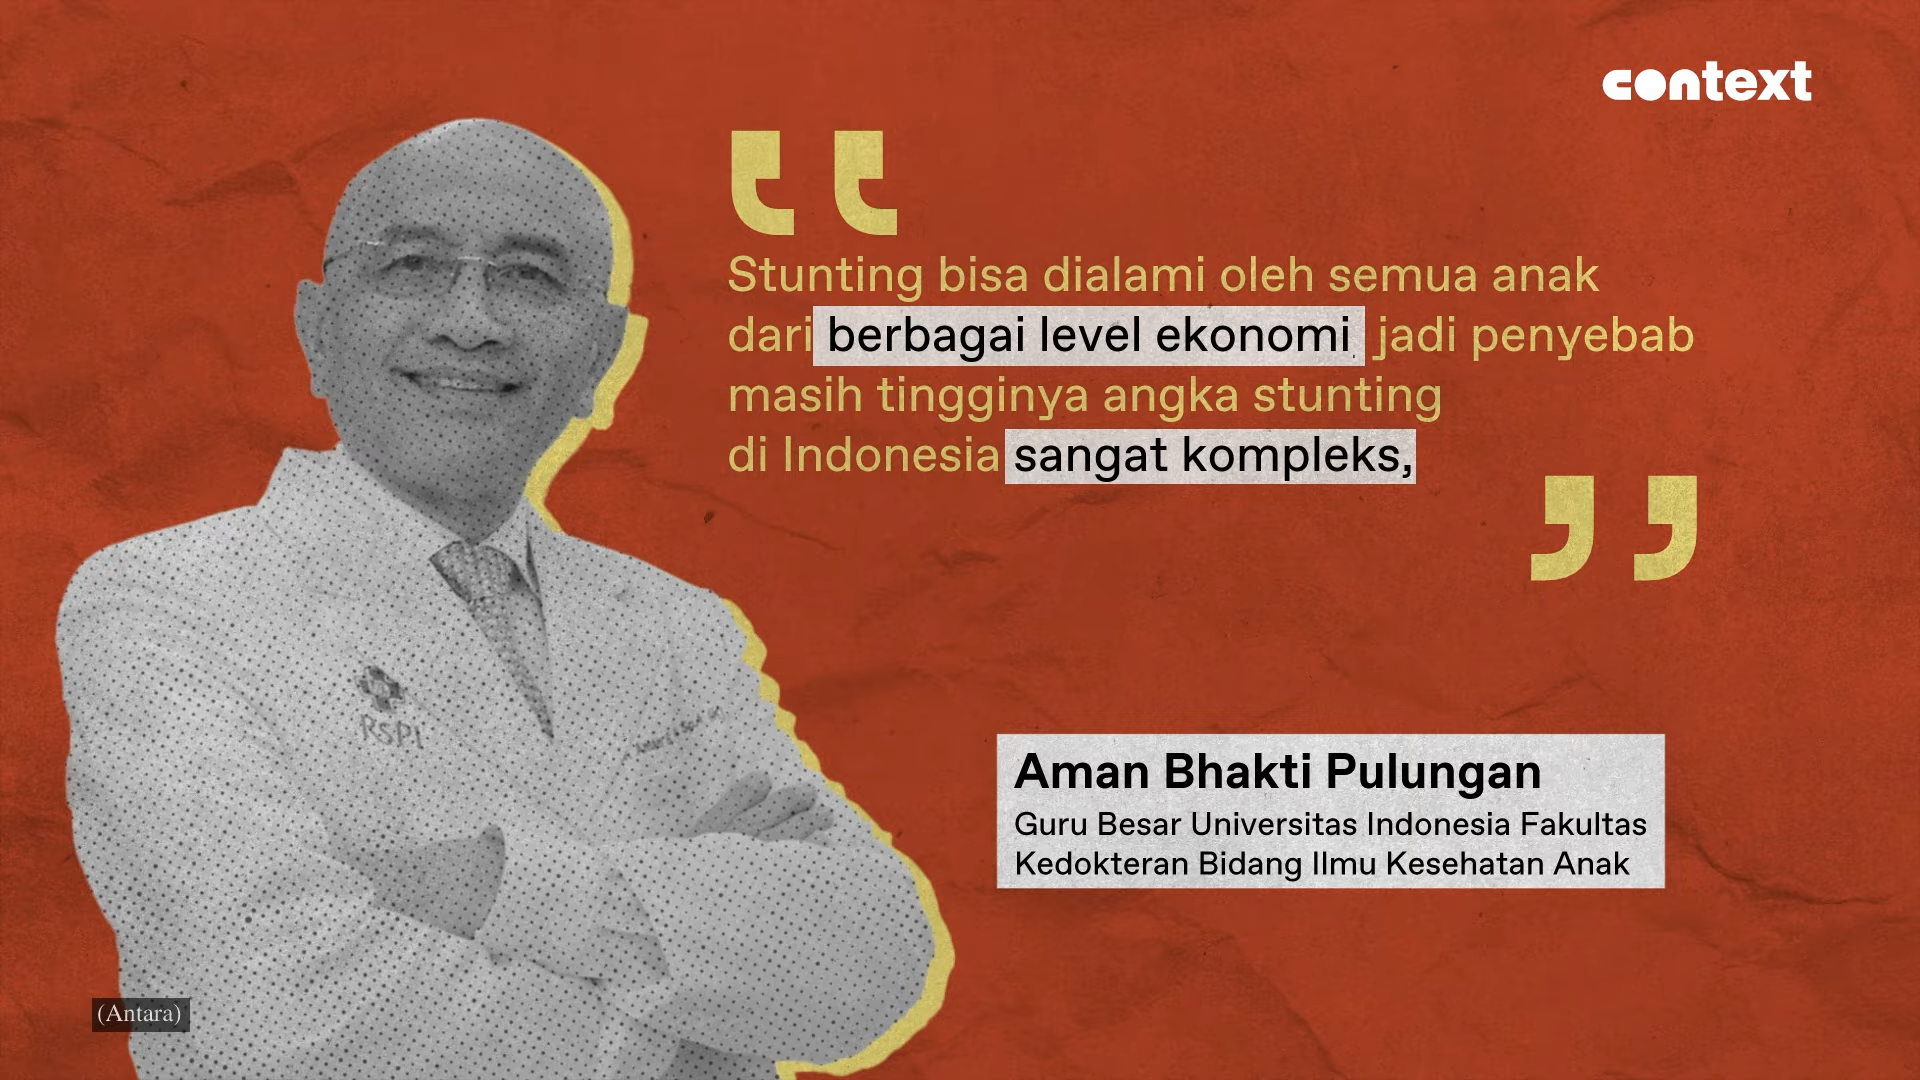 context
Stunting bisa dialami oleh semua anak
dari berbagai level ekonomi, jadi penyebab
masih tingginya angka stunting
di Indonesia sangat kompleks,
RSPI
Aman Bhakti Pulungan
Guru Besar Universitas Indonesia Fakultas
Kedokteran Bidang Ilmu Kesehatan Anak
(Antara)